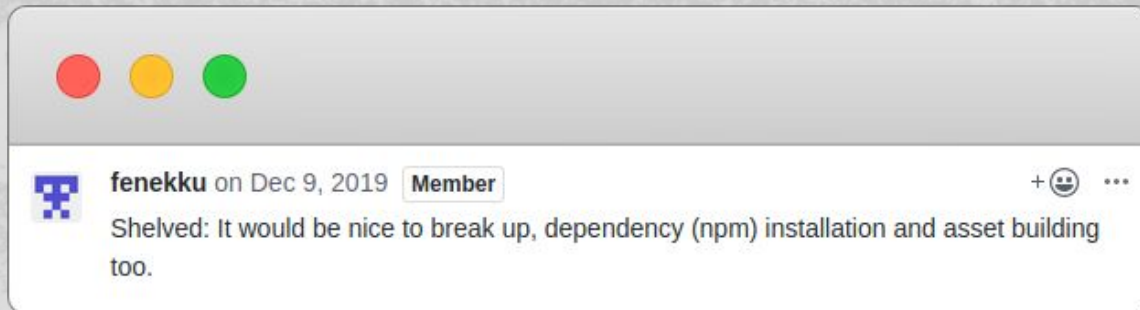 fenekku on Dec 9, 2019 Member
Shelved: It would be nice to break up, dependency (npm) installation and asset building
too.